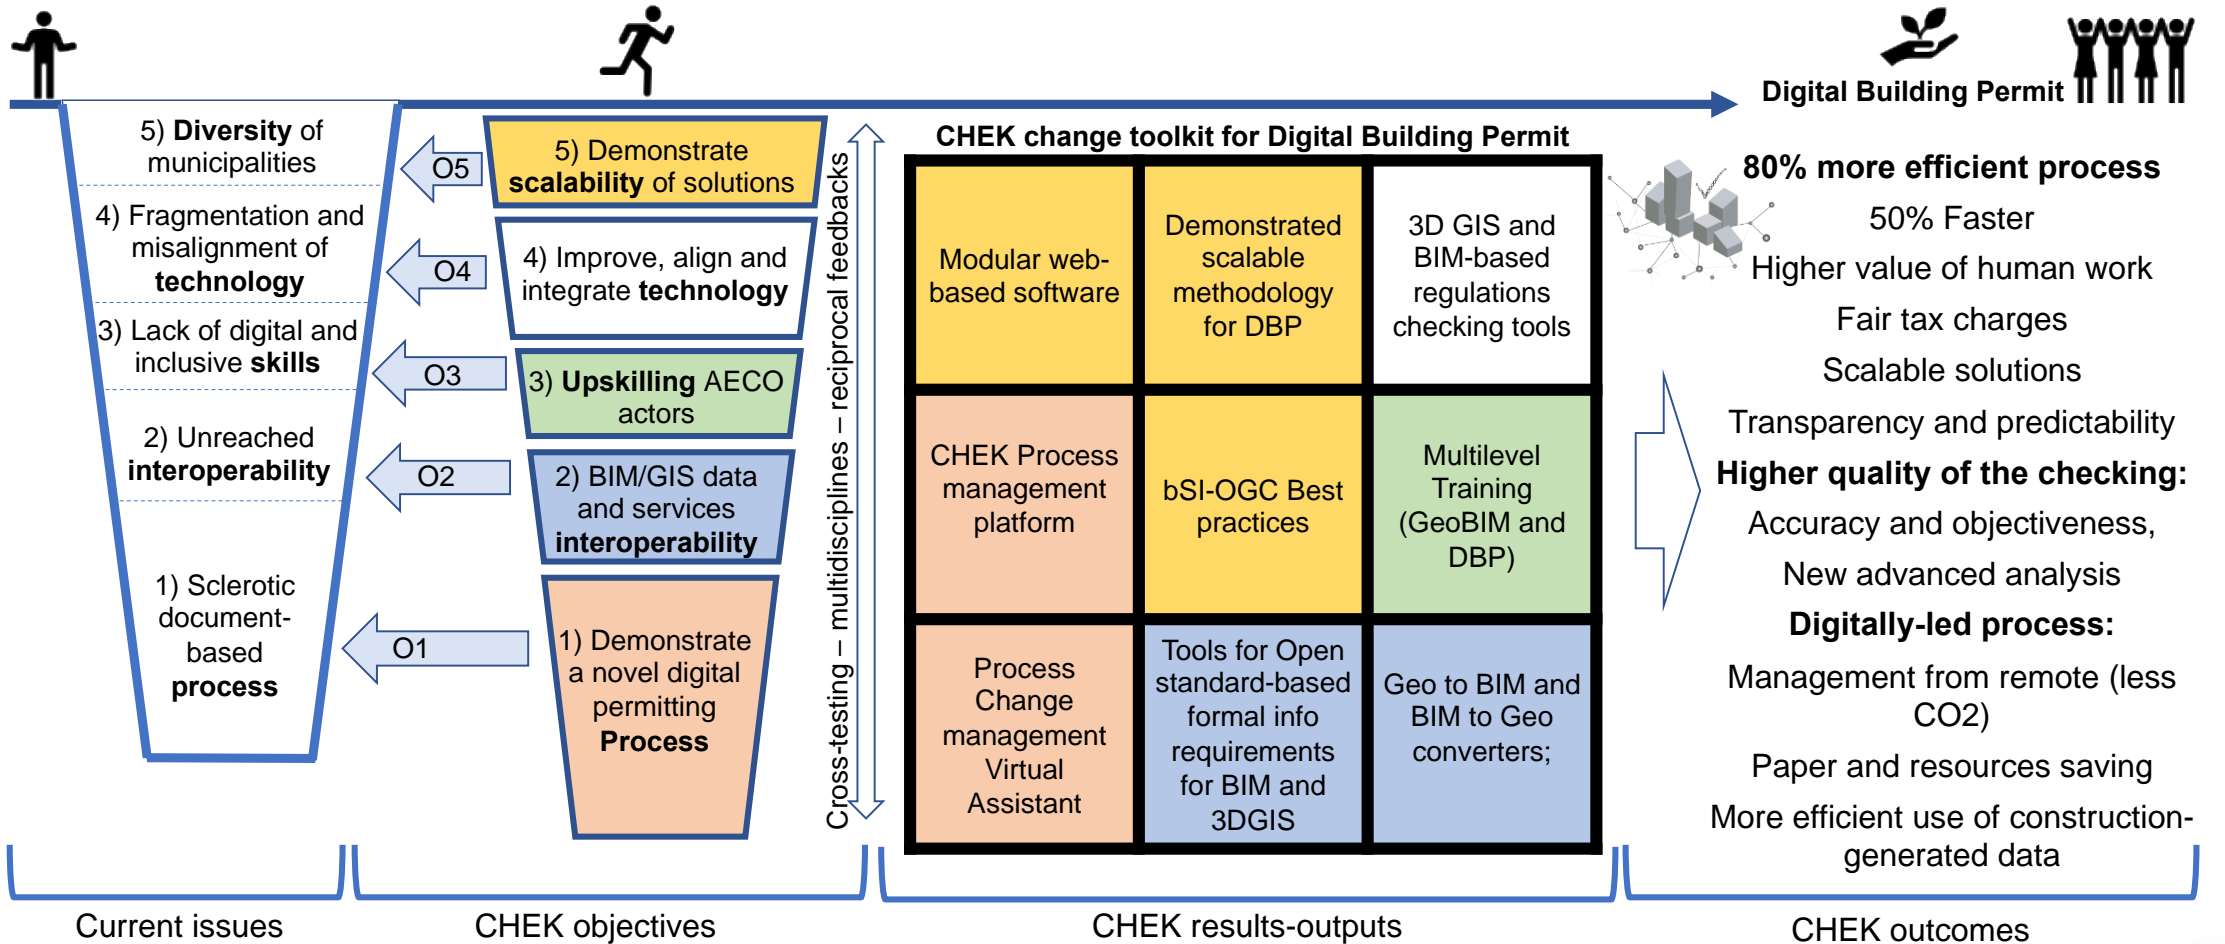 5) Diversity of
municipalities
4) Fragmentation and
misalignment of
technology
3) Lack of digital and
inclusive skills
2) Unreached
interoperability
1) Sclerotic
document-
based
process
O5
O4
O3
O2
O1
5) Demonstrate
scalability of solutions
4) Improve, align and
integrate technology
3) Upskilling AECO
actors
2) BIM/GIS data
and services
interoperability
1) Demonstrate
a novel digital
permitting
Process
Cross-testing – multidisciplines – reciprocal feedbacks
CHEK change toolkit for Digital Building Permit
Modular web-
based software
Demonstrated
scalable
methodology
for DBP
3D GIS and
BIM-based
regulations
checking tools
CHEK Process
management
platform
bSI-OGC Best
practices
Multilevel
Training
(GeoBIM and
DBP)
Process
Change
management
Virtual
Assistant
Tools for Open
standard-based
formal info
requirements
for BIM and
3DGIS
Geo to BIM and
BIM to Geo
converters;
Digital Building Permit
80% more efficient process
50% Faster
Higher value of human work
Fair tax charges
Scalable solutions
Transparency and predictability
Higher quality of the checking:
Accuracy and objectiveness,
New advanced analysis
Digitally-led process:
Management from remote (less
CO2)
Paper and resources saving
More efficient use of construction-
generated data
Current issues
CHEK objectives
CHEK results-outputs
CHEK outcomes